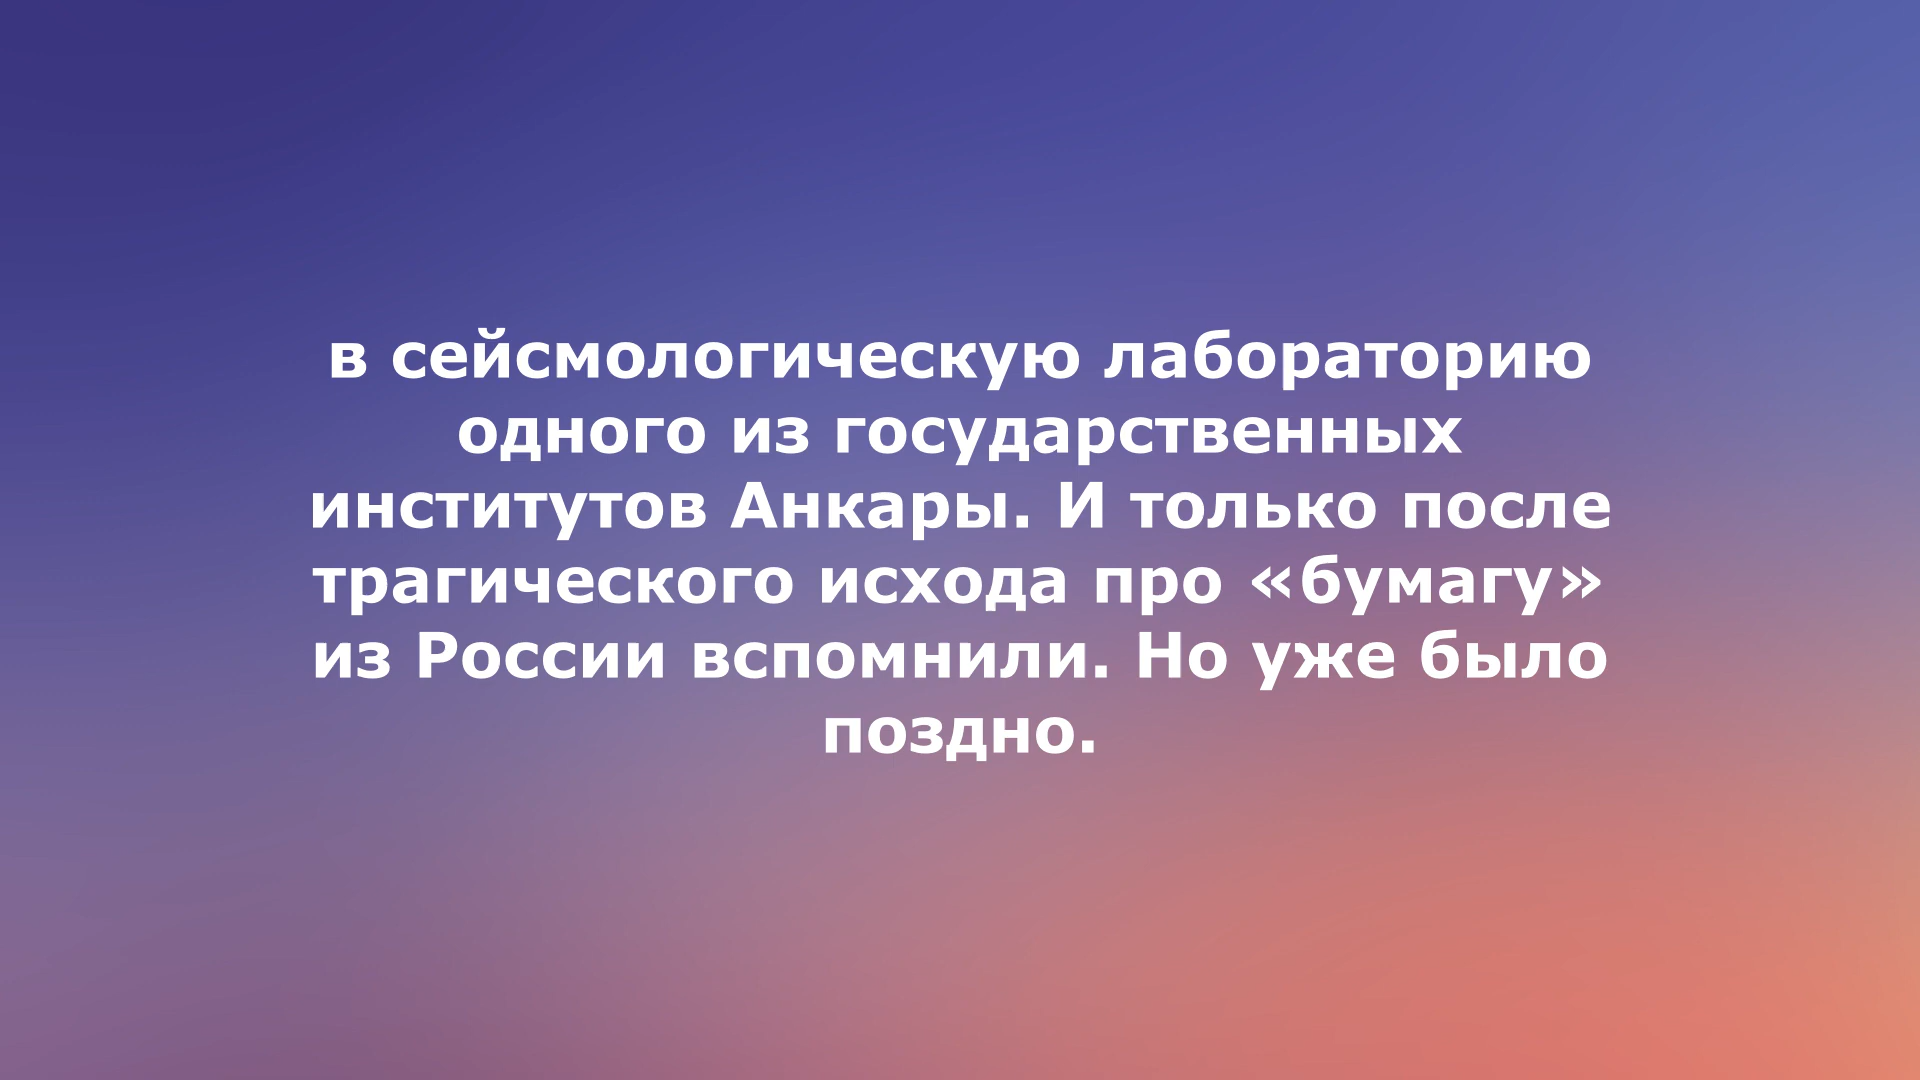 в сейсмологическую лабораторию
одного из государственных
институтов Анкары. И только после
трагического исхода про «бумагу»
из России вспомнили. Но уже было
поздно.